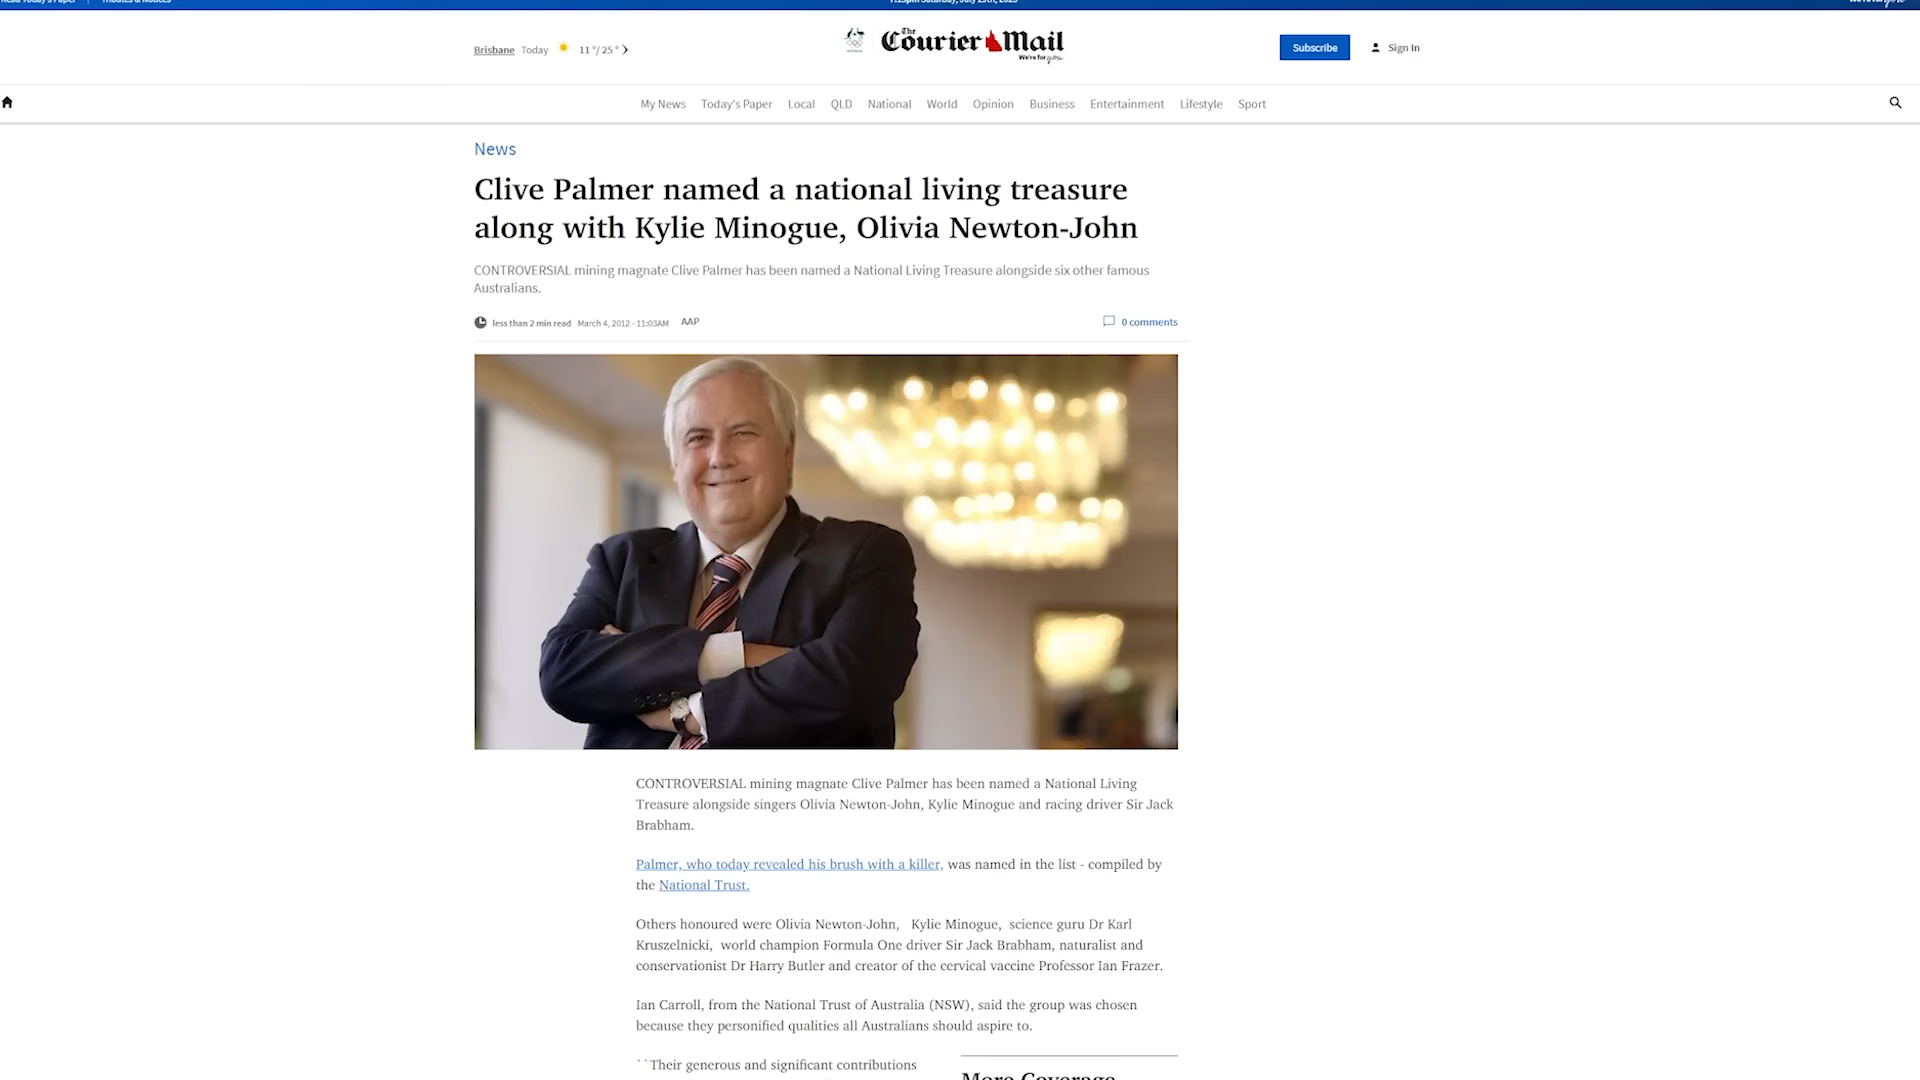 Brisbane Today 11 °/ 25 °
The Courier Mail
We're for you
Subscribe
Sign In
My News Today's Paper Local QLD National World Opinion Business Entertainment Lifestyle Sport
News
Clive Palmer named a national living treasure
along with Kylie Minogue, Olivia Newton-John
CONTROVERSIAL mining magnate Clive Palmer has been named a National Living Treasure alongside six other famous
Australians.
less than 2 min read March 4, 2012 - 11:03AM AAP
0 comments
CONTROVERSIAL mining magnate Clive Palmer has been named a National Living
Treasure alongside singers Olivia Newton-John, Kylie Minogue and racing driver Sir Jack
Brabham.
Palmer, who today revealed his brush with a killer, was named in the list - compiled by
the National Trust.
Others honoured were Olivia Newton-John, Kylie Minogue, science guru Dr Karl
Kruszelnicki, world champion Formula One driver Sir Jack Brabham, naturalist and
conservationist Dr Harry Butler and creator of the cervical vaccine Professor Ian Frazer.
Ian Carroll, from the National Trust of Australia (NSW), said the group was chosen
because they personified qualities all Australians should aspire to.
``Their generous and significant contributions
More Coverage